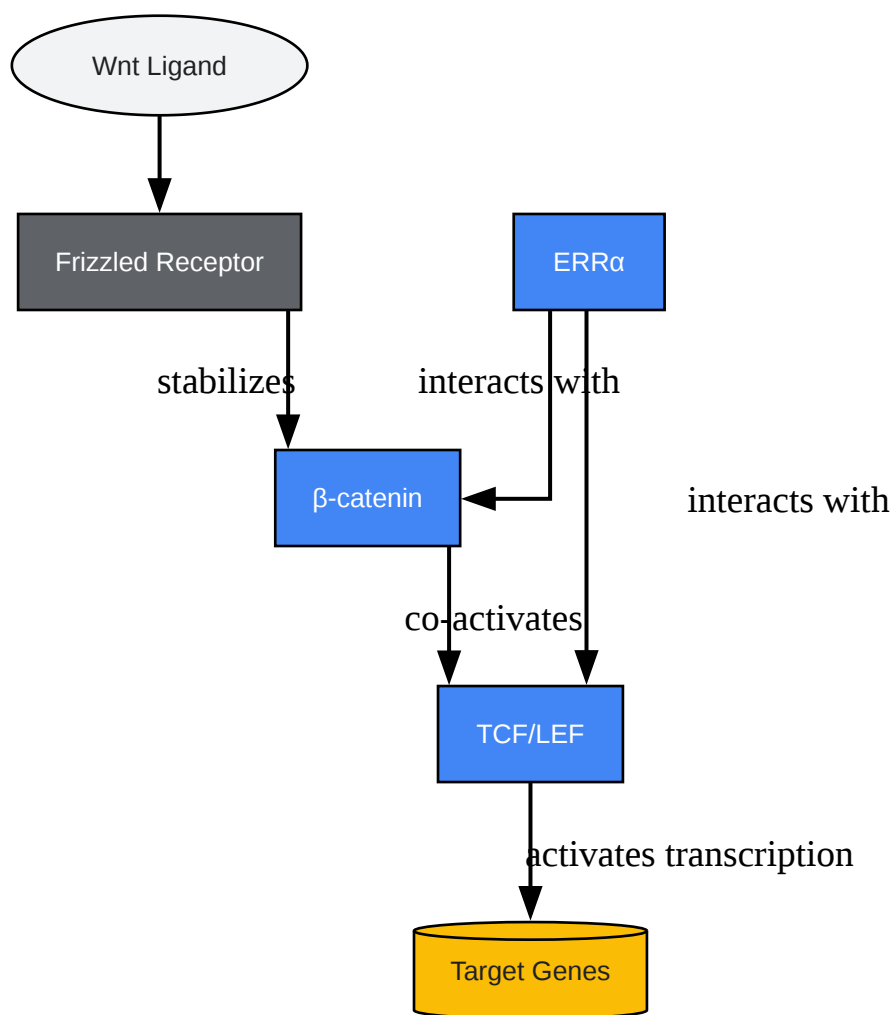 Wnt Ligand
Frizzled Receptor
ERRα
stabilizes
interacts with
β-catenin
interacts with
co-activates
TCF/LEF
activates transcription
Target Genes